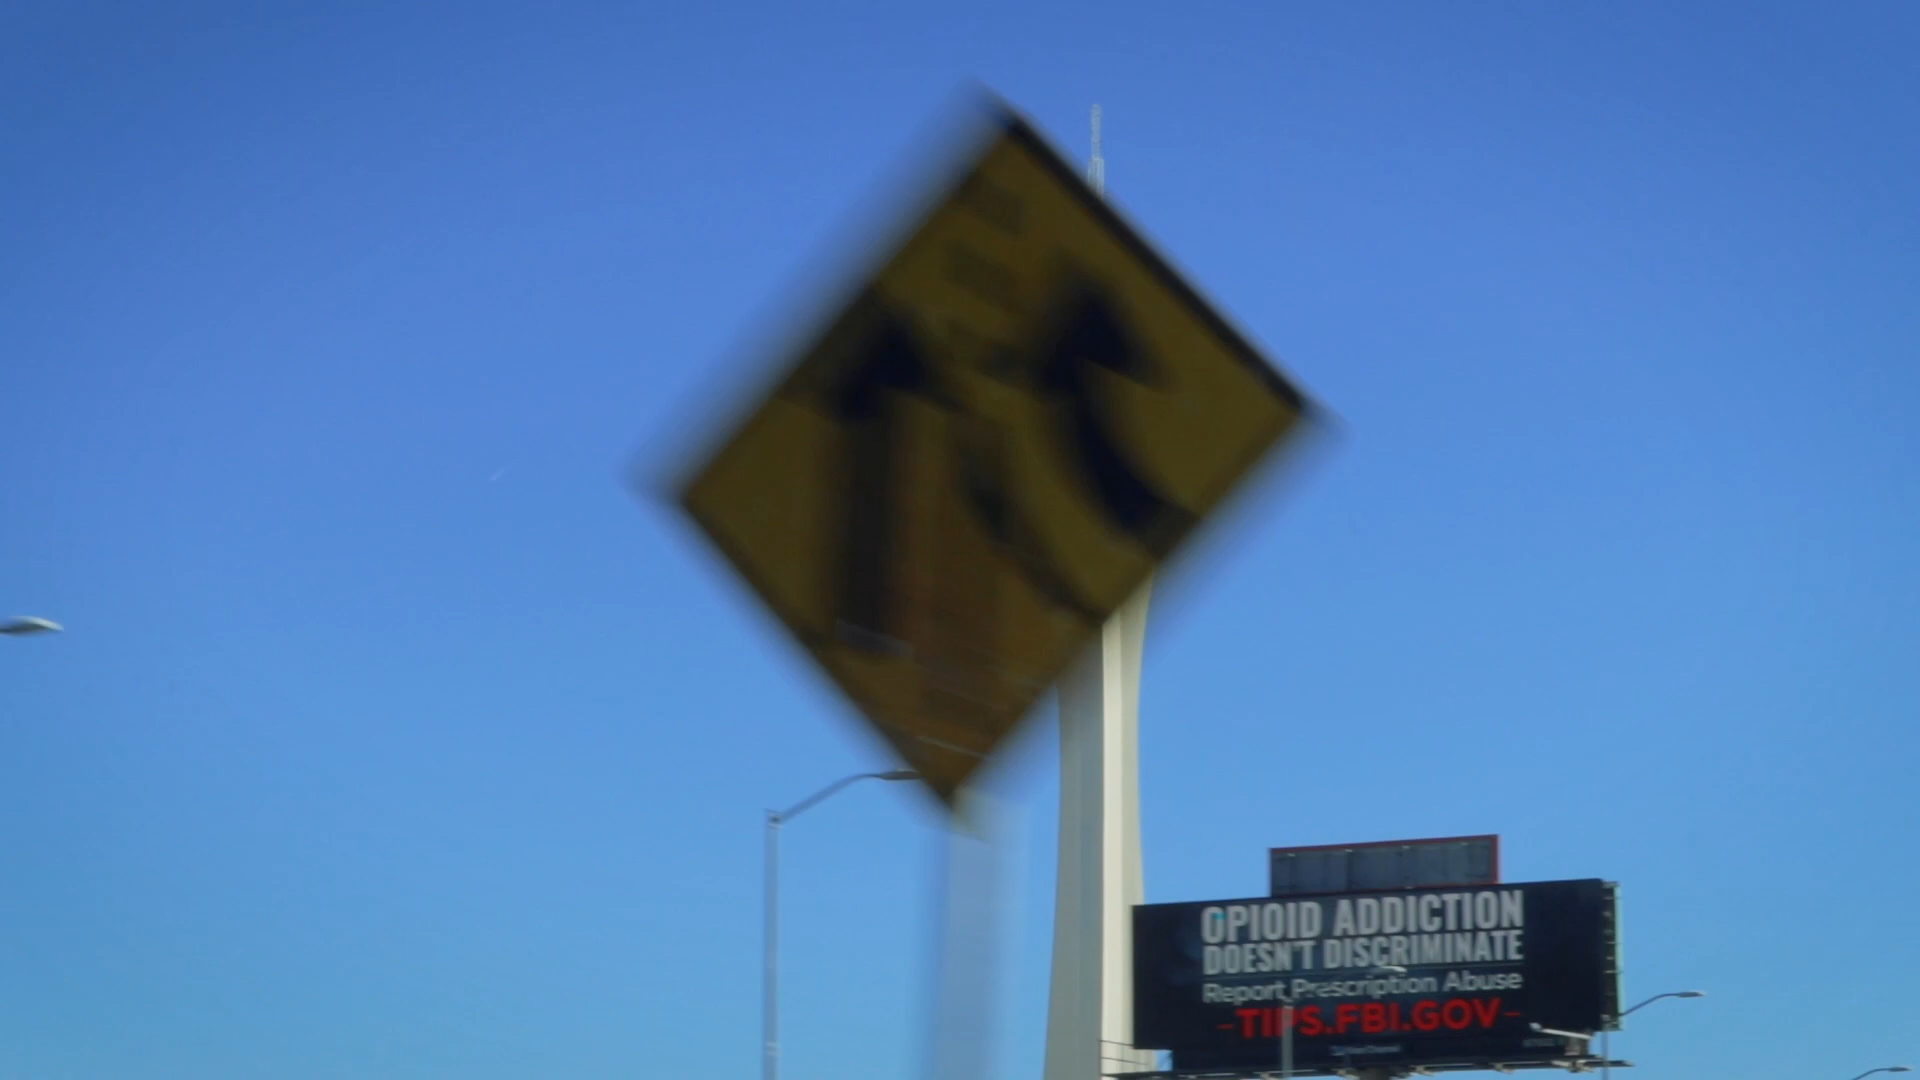 OPIOID ADDICTION
DOESN'T DISCRIMINATE
Report Prescription Abuse
-TIPS.FBI.GOV-